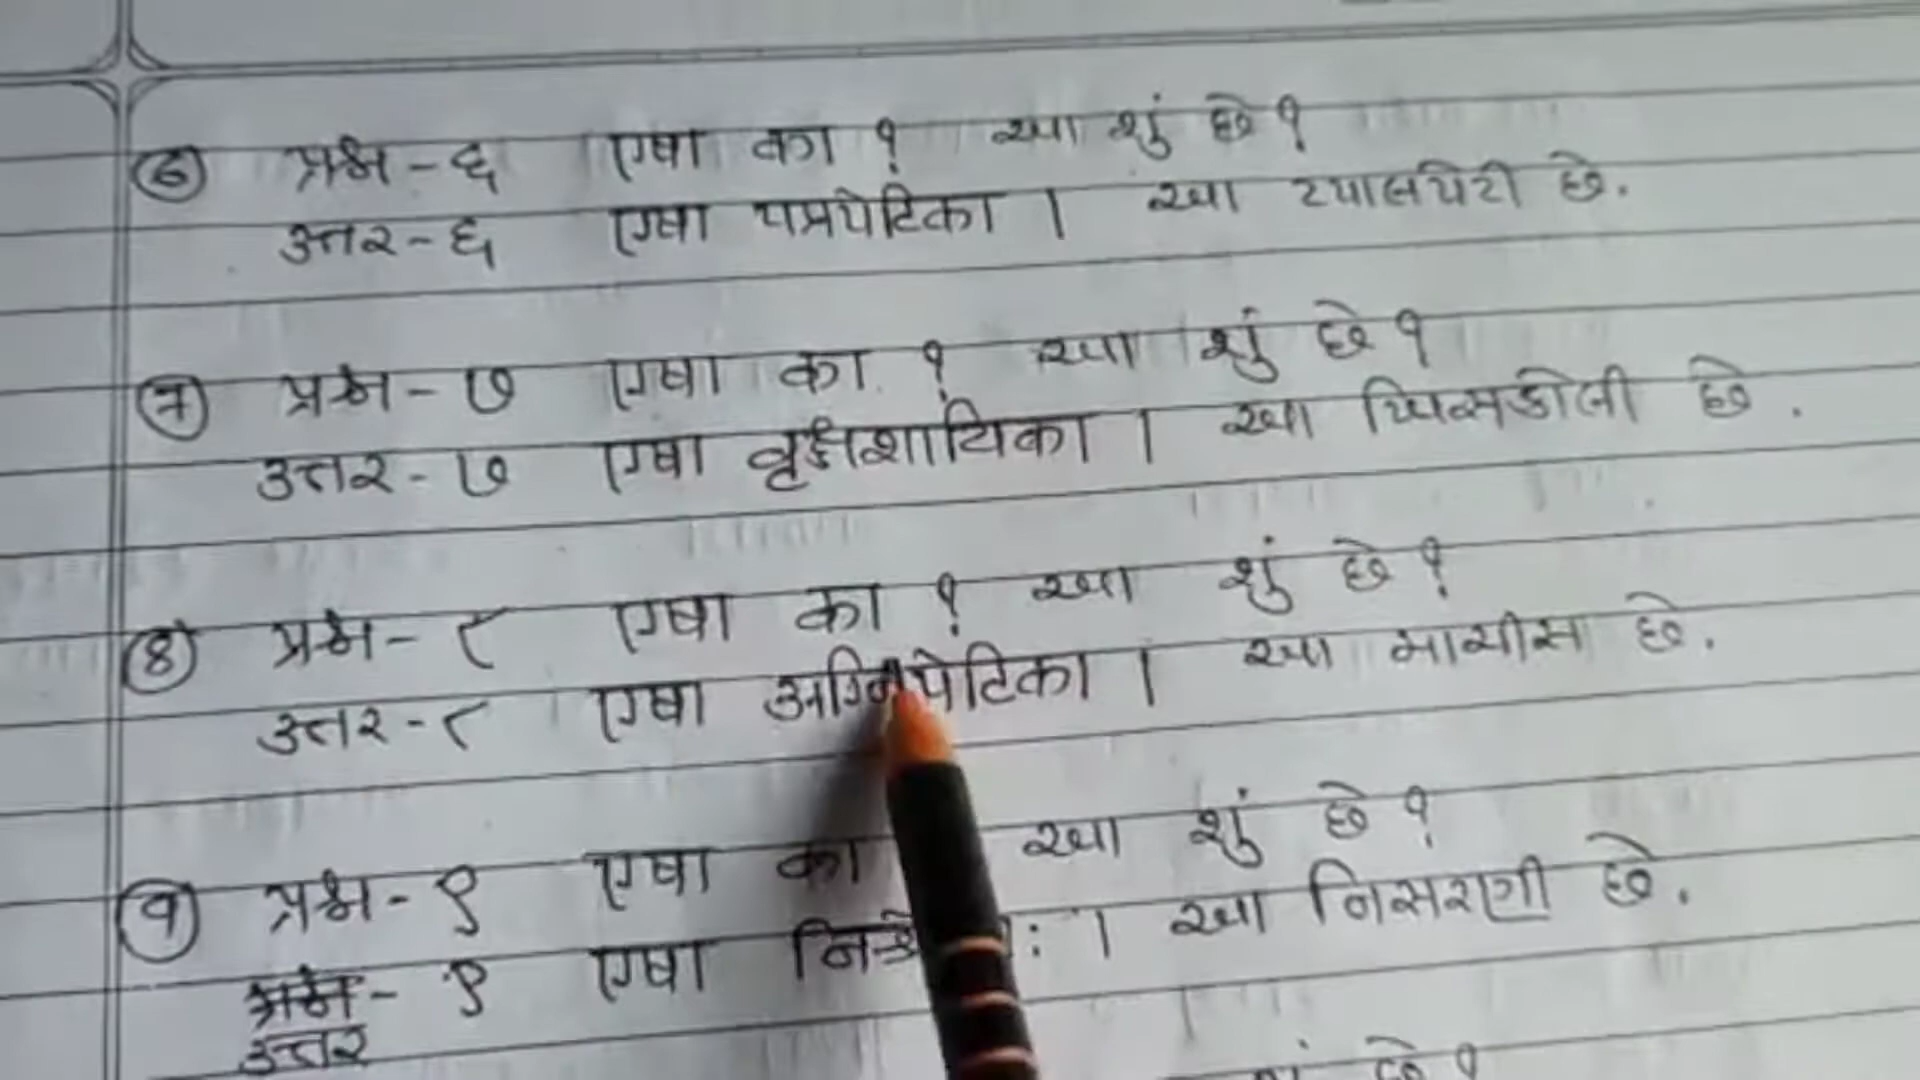 ⑥ प्रश्न - ६ एषा का ? આ શું છે ?
उत्तर - ६ एषा पत्रपेटिका । આ ટપાલપેટી છે.
⑦ प्रश्न - ७ एषा का ? આ શું છે ?
उत्तर - ७ एषा वृक्षशायिका । આ ખિસકોલી છે.
⑧ प्रश्न - ८ एषा का ? આ શું છે ?
उत्तर - ८ एषा अग्निपेटिका । આ માચીસ છે.
⑨ प्रश्न - ९ एषा का આ શું છે ?
प्रश्न - ९ एषा । આ નિસરણી છે.
उत्तर
છે ?